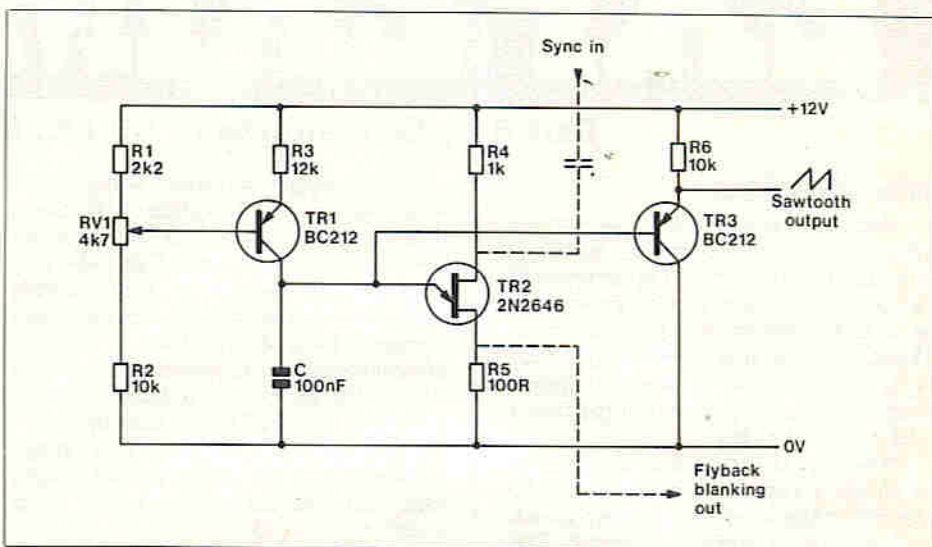 Sync in
+12V
R1
2k2
R3
12k
R4
1k
R6
10k
Sawtooth
output
RV1
4k7
TR1
BC212
TR3
BC212
TR2
2N2646
R2
10k
C
100nF
R5
100R
0V
Flyback
blanking
out